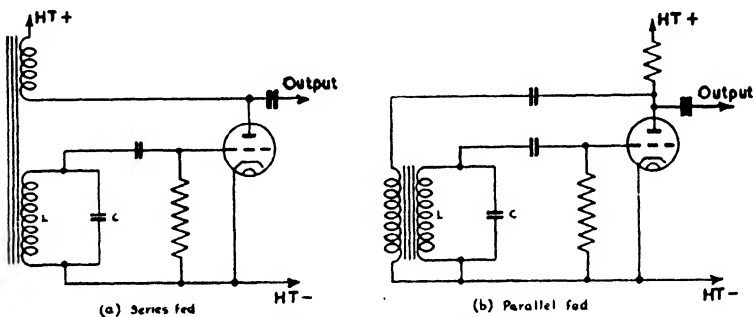 HT+
Output
L
C
HT-
(a) Series fed
HT+
Output
L
C
HT-
(b) Parallel fed